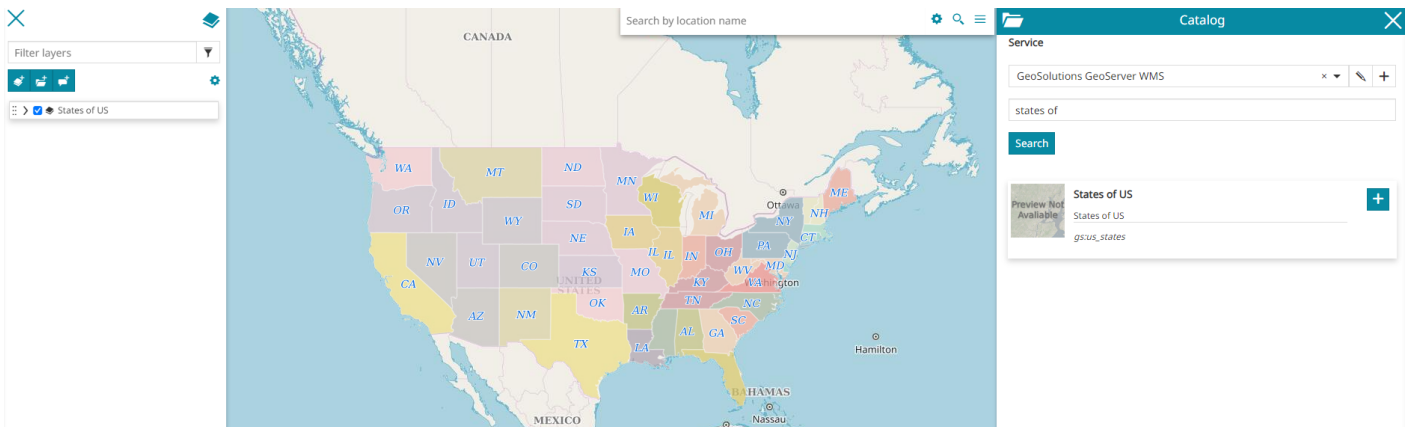 Filter layers
States of US
Search by location name
CANADA
WA
MT
ND
MN
OR
ID
SD
WI
MI
Ottawa
ME
WY
NY
NH
NE
IA
CT
NV
UT
CO
IL
IL
IN
OH
PA
NJ
CA
KS
MO
WV
MD
UNITED
STATES
KY
VA
Washington
AZ
NM
OK
AR
TN
NC
SC
TX
LA
AL
GA
Hamilton
BAHAMAS
MEXICO
Nassau
Catalog
Service
GeoSolutions GeoServer WMS
states of
Search
Preview Not
Available
States of US
States of US
gs:us_states